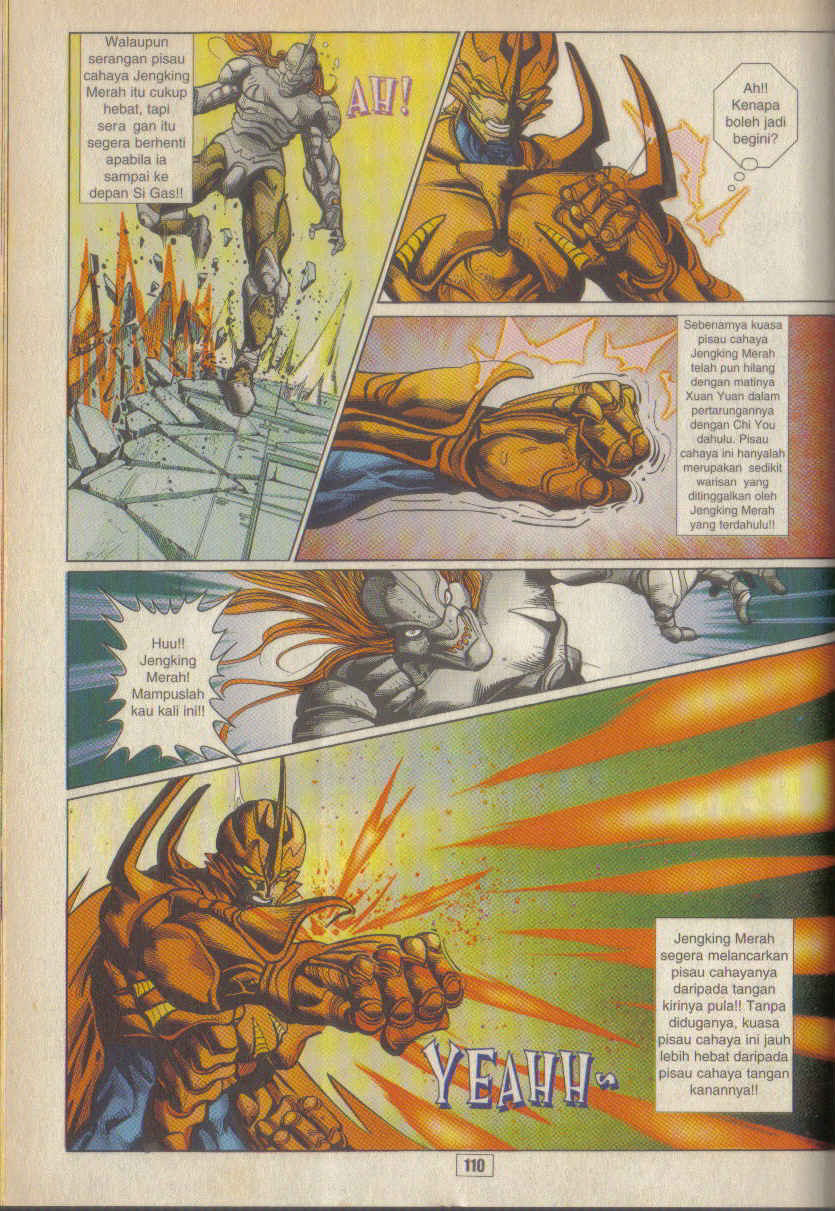 Walaupun
serangan pisau
cahaya Jengking
Merah itu cukup
hebat, tapi
sera gan itu
segera berhenti
apabila ia
sampai ke
depan Si Gas!!
AH!
Ah!!
Kenapa
boleh jadi
begini?
Sebenarnya kuasa
pisau cahaya
Jengking Merah
telah pun hilang
dengan matinya
Xuan Yuan dalam
pertarungannya
dengan Chi You
dahulu. Pisau
cahaya ini hanyalah
merupakan sedikit
warisan yang
ditinggalkan oleh
Jengking Merah
yang terdahulu!!
Huu!!
Jengking
Merah!
Mampuslah
kau kali ini!!
Jengking Merah
segera melancarkan
pisau cahayanya
daripada tangan
kirinya pula!! Tanpa
diduganya, kuasa
pisau cahaya ini jauh
lebih hebat daripada
pisau cahaya tangan
kanannya!!
YEAHHS
110